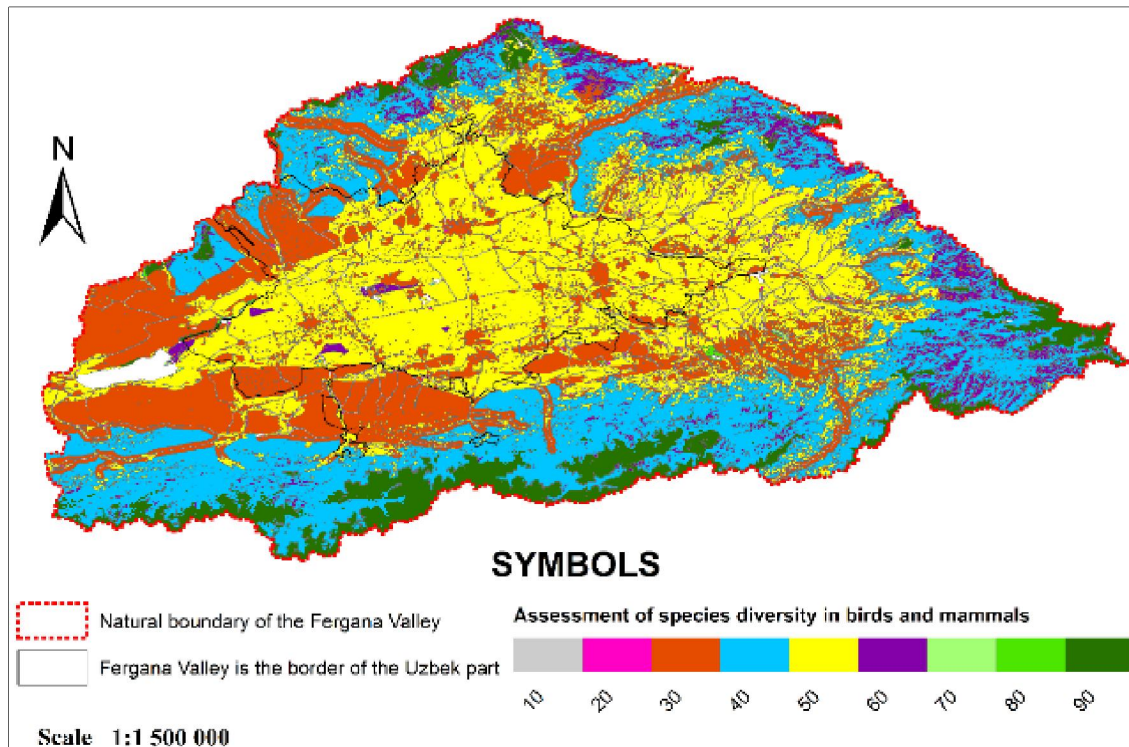 N
SYMBOLS
Natural boundary of the Fergana Valley
Fergana Valley is the border of the Uzbek part
Scale 1:1 500 000
Assessment of species diversity in birds and mammals
10 20 30 40 50 60 70 80 90